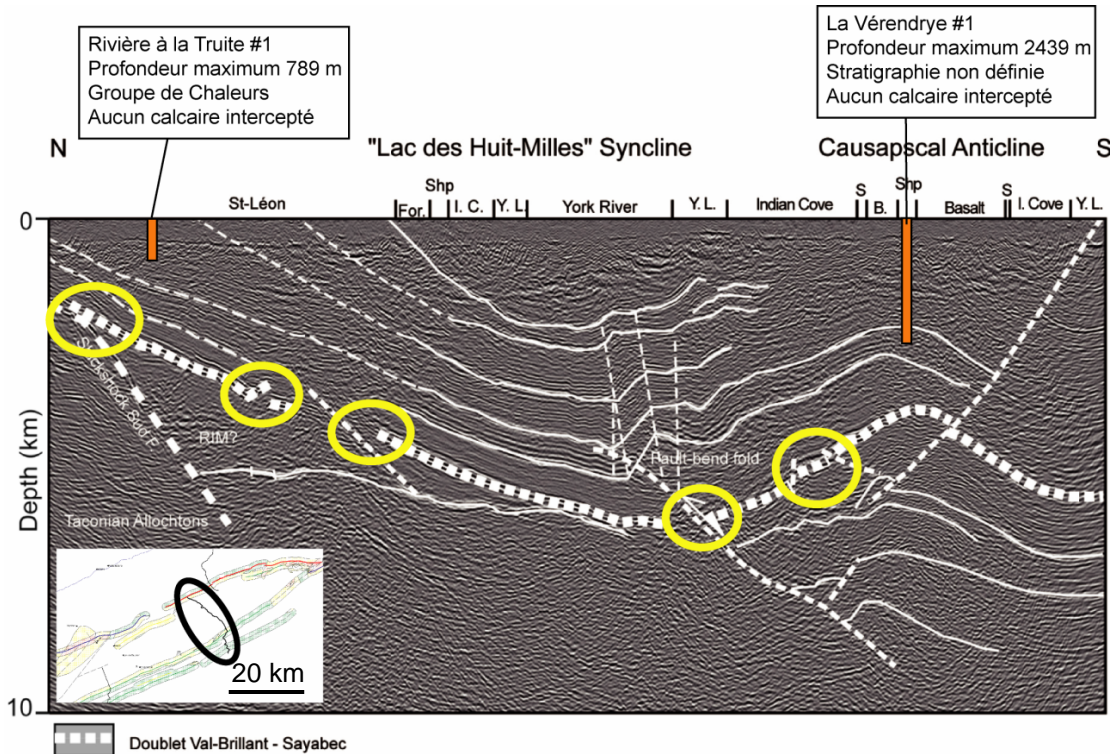 Rivière à la Truite #1
Profondeur maximum 789 m
Groupe de Chaleurs
Aucun calcaire intercepté
La Vérendrye #1
Profondeur maximum 2439 m
Stratigraphie non définie
Aucun calcaire intercepté
N
"Lac des Huit-Milles" Syncline
Causapscal Anticline
S
St-Léon
For.
Shp
I. C.
Y. L.
York River
Y. L.
Indian Cove
S
B.
Shp
Basalt
S
I. Cove
Y. L.
0
Depth (km)
10
Shickshock Sud F.
RIM?
Fault-bend fold
Taconian Allochtons
20 km
Doublet Val-Brillant - Sayabec